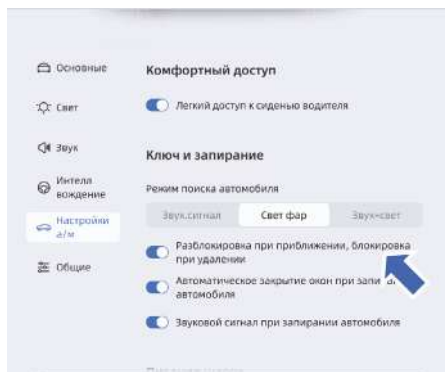 Основные
Комфортный доступ
Свет
Легкий доступ к сиденью водителя
Звук
Ключ и запирание
Интелл
вождение
Режим поиска автомобиля
Настройки
а/м
Звук.сигнал
Свет фар
Звук+свет
Разблокировка при приближении, блокировка
при удалении
Общие
Автоматическое закрытие окон при
автомобиля
Звуковой сигнал при запирании автомобиля